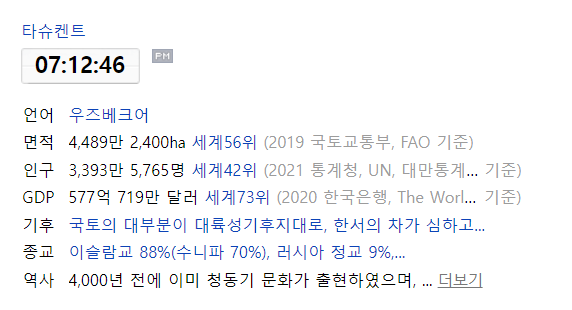 타슈켄트
07:12:46 PM
언어 우즈베크어
면적 4,489만 2,400ha 세계56위 (2019 국토교통부, FAO 기준)
인구 3,393만 5,765명 세계42위 (2021 통계청, UN, 대만통계... 기준)
GDP 577억 719만 달러 세계73위 (2020 한국은행, The Worl... 기준)
기후 국토의 대부분이 대륙성기후지대로, 한서의 차가 심하고...
종교 이슬람교 88%(수니파 70%), 러시아 정교 9%,...
역사 4,000년 전에 이미 청동기 문화가 출현하였으며, ... 더보기